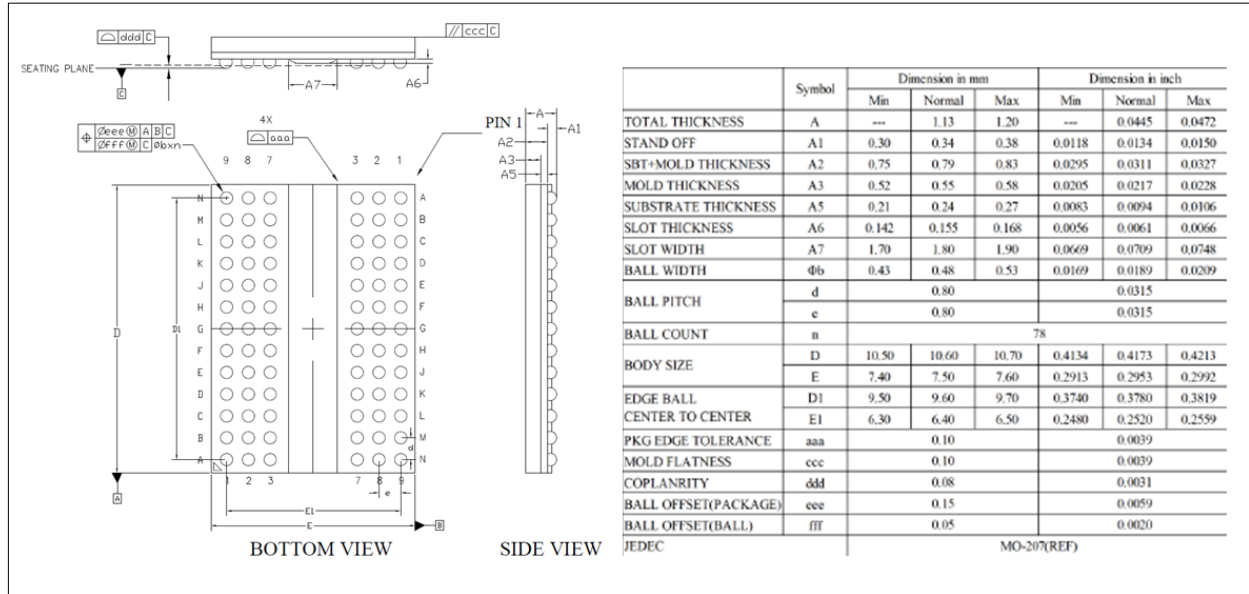 ddd C
// ccc C
SEATING PLANE
C
A7
A6
4X
aaa
Øeee Ⓜ A B C
Øfff Ⓜ C Øbxn
PIN 1
A
A1
A2
A3
A5
9 8 7 3 2 1
N A
M B
L C
K D
J E
H F
G G
F H
E J
D K
C L
B M
A N
D
D1
d
1 2 3 7 8 9
e
E1
E
A
B
BOTTOM VIEW
SIDE VIEW
Symbol Dimension in mm Dimension in inch
Min Normal Max Min Normal Max
TOTAL THICKNESS A --- 1.13 1.20 --- 0.0445 0.0472
STAND OFF A1 0.30 0.34 0.38 0.0118 0.0134 0.0150
SBT+MOLD THICKNESS A2 0.75 0.79 0.83 0.0295 0.0311 0.0327
MOLD THICKNESS A3 0.52 0.55 0.58 0.0205 0.0217 0.0228
SUBSTRATE THICKNESS A5 0.21 0.24 0.27 0.0083 0.0094 0.0106
SLOT THICKNESS A6 0.142 0.155 0.168 0.0056 0.0061 0.0066
SLOT WIDTH A7 1.70 1.80 1.90 0.0669 0.0709 0.0748
BALL WIDTH Φb 0.43 0.48 0.53 0.0169 0.0189 0.0209
BALL PITCH d 0.80 0.0315
e 0.80 0.0315
BALL COUNT n 78
BODY SIZE D 10.50 10.60 10.70 0.4134 0.4173 0.4213
E 7.40 7.50 7.60 0.2913 0.2953 0.2992
EDGE BALL D1 9.50 9.60 9.70 0.3740 0.3780 0.3819
CENTER TO CENTER E1 6.30 6.40 6.50 0.2480 0.2520 0.2559
PKG EDGE TOLERANCE aaa 0.10 0.0039
MOLD FLATNESS ccc 0.10 0.0039
COPLANRITY ddd 0.08 0.0031
BALL OFFSET(PACKAGE) eee 0.15 0.0059
BALL OFFSET(BALL) fff 0.05 0.0020
JEDEC MO-207(REF)